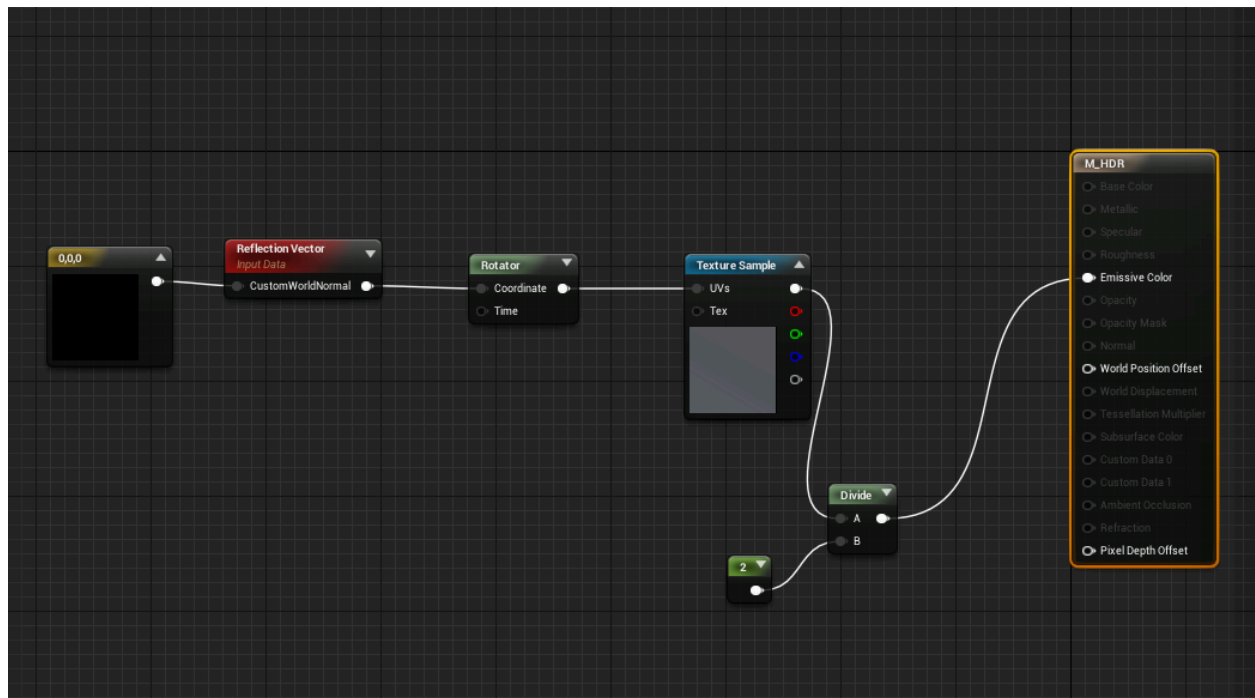 0,0,0
Reflection Vector
Input Data
CustomWorldNormal
Rotator
Coordinate
Time
Texture Sample
UVs
Tex
Divide
A
B
2
M_HDR
Base Color
Metallic
Specular
Roughness
Emissive Color
Opacity
Opacity Mask
Normal
World Position Offset
World Displacement
Tessellation Multiplier
Subsurface Color
Custom Data 0
Custom Data 1
Ambient Occlusion
Refraction
Pixel Depth Offset